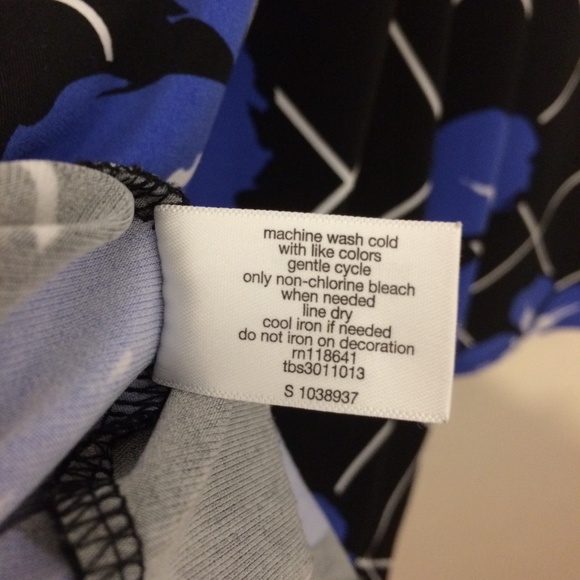 machine wash cold
with like colors
gentle cycle
only non-chlorine bleach
when needed
line dry
cool iron if needed
do not iron on decoration
rn118641
tbs3011013
S 1038937